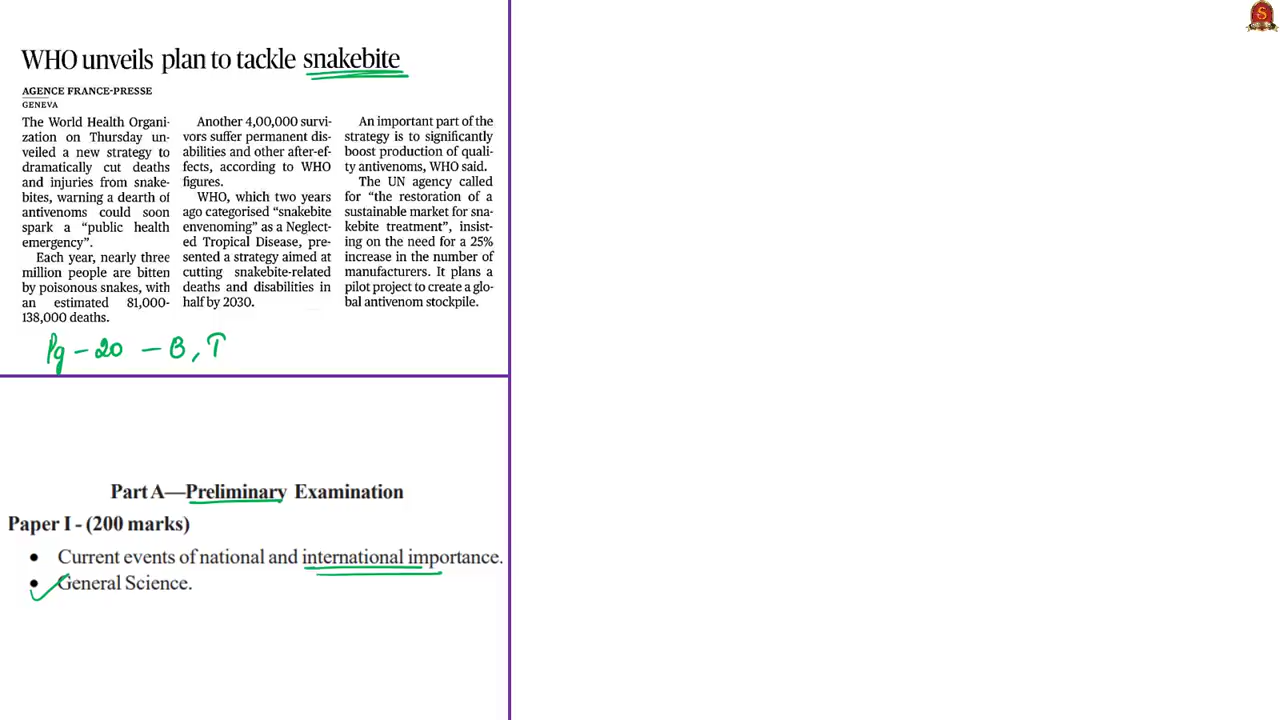 WHO unveils plan to tackle snakebite
AGENCE FRANCE-PRESSE
GENEVA
The World Health Organi-
zation on Thursday un-
veiled a new strategy to
dramatically cut deaths
and injuries from snake-
bites, warning a dearth of
antivenoms could soon
spark a “public health
emergency”.
Each year, nearly three
million people are bitten
by poisonous snakes, with
an estimated 81,000-
138,000 deaths.
Another 4,00,000 survi-
vors suffer permanent dis-
abilities and other after-ef-
fects, according to WHO
figures.
WHO, which two years
ago categorised “snakebite
envenoming” as a Neglect-
ed Tropical Disease, pre-
sented a strategy aimed at
cutting snakebite-related
deaths and disabilities in
half by 2030.
An important part of the
strategy is to significantly
boost production of quali-
ty antivenoms, WHO said.
The UN agency called
for “the restoration of a
sustainable market for sna-
kebite treatment”, insist-
ing on the need for a 25%
increase in the number of
manufacturers. It plans a
pilot project to create a glo-
bal antivenom stockpile.
Pg - 20 - B, T
Part A—Preliminary Examination
Paper I - (200 marks)
• Current events of national and international importance.
• General Science.
S